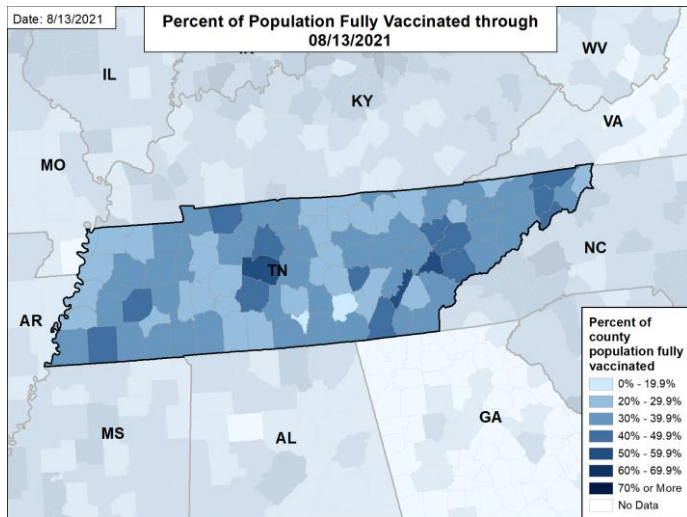 Date: 8/13/2021
Percent of Population Fully Vaccinated through
08/13/2021
WV
IL
KY
VA
MO
TN
NC
AR
MS
AL
GA
Percent of
county
population fully
vaccinated
0% - 19.9%
20% - 29.9%
30% - 39.9%
40% - 49.9%
50% - 59.9%
60% - 69.9%
70% or More
No Data